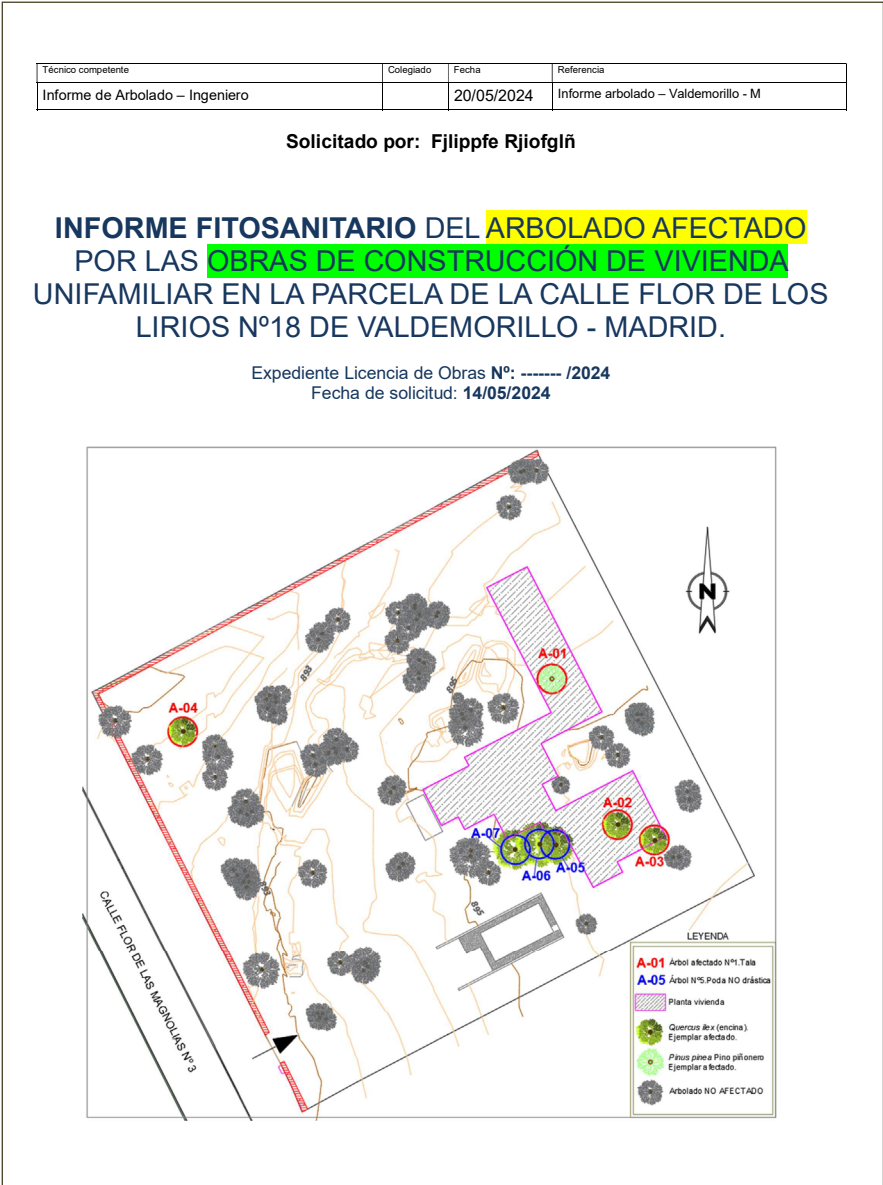 Técnico competente Colegiado Fecha Referencia
Informe de Arbolado – Ingeniero 20/05/2024 Informe arbolado – Valdemorillo - M
Solicitado por: Fjlippfe Rjiofglñ
INFORME FITOSANITARIO DEL ARBOLADO AFECTADO
POR LAS OBRAS DE CONSTRUCCIÓN DE VIVIENDA
UNIFAMILIAR EN LA PARCELA DE LA CALLE FLOR DE LOS
LIRIOS Nº18 DE VALDEMORILLO - MADRID.
Expediente Licencia de Obras Nº: ------- /2024
Fecha de solicitud: 14/05/2024
N
A-01
893
895
A-04
A-02
A-07
A-03
A-05
A-06
895
CALLE FLOR DE LAS MAGNOLIAS Nº 3
LEYENDA
A-01 Árbol afectado Nº1.Tala
A-05 Árbol Nº5.Poda NO drástica
Planta vivienda
Quercus ilex (encina).
Ejemplar afectado.
Pinus pinea Pino piñonero
Ejemplar afectado.
Arbolado NO AFECTADO